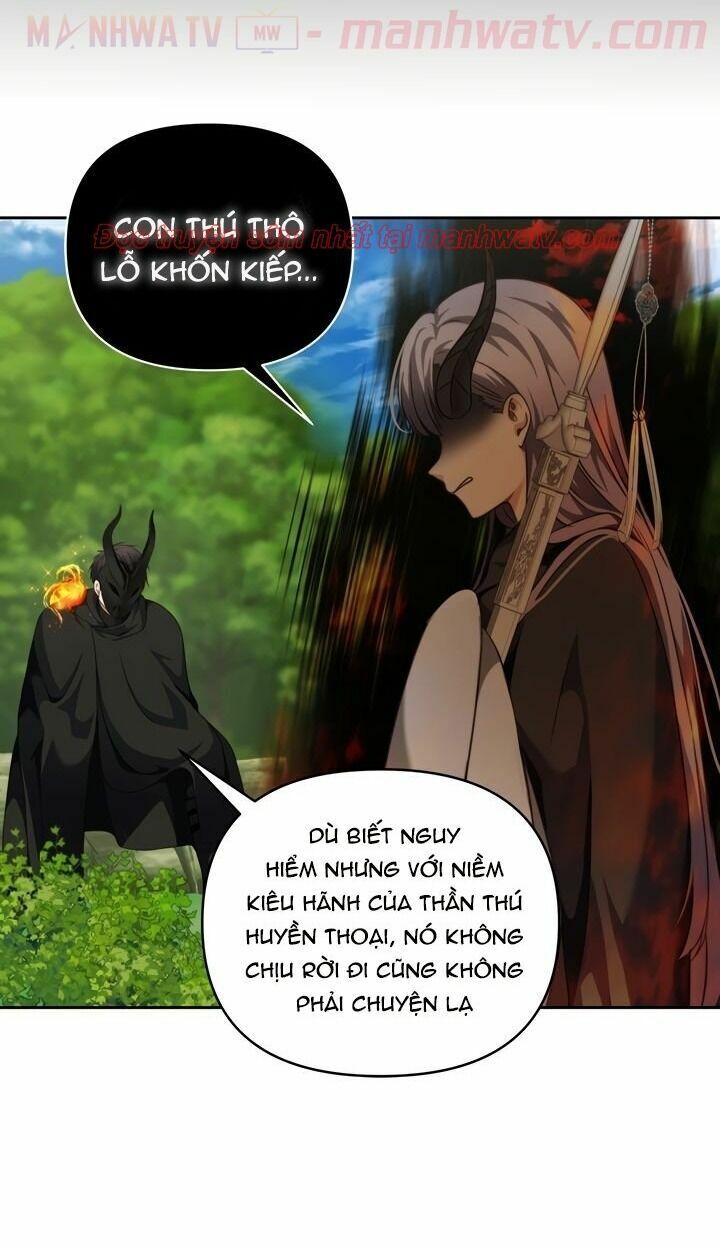 MANHWATV MW - manhwatv.com
CON THÚ THÔ
Đọc truyện sớm nhất tại manhwatv.com
LỖ KHỐN KIẾP...
DÙ BIẾT NGUY
HIỂM NHƯNG VỚI NIỀM
KIÊU HÃNH CỦA THẦN THÚ
HUYỀN THOẠI, NÓ KHÔNG
CHỊU RỜI ĐI CŨNG KHÔNG
PHẢI CHUYỆN LẠ